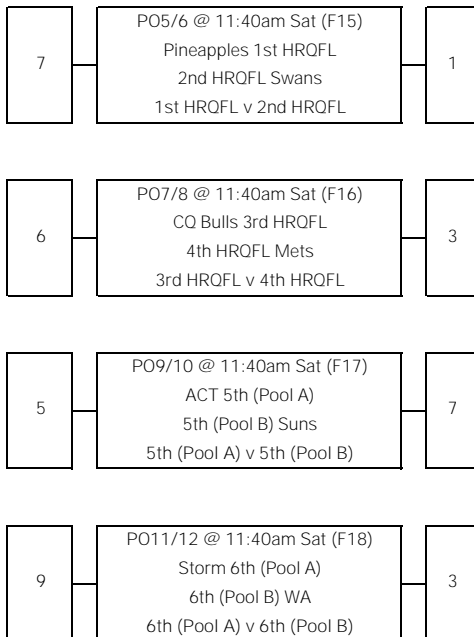 PO5/6 @ 11:40am Sat (F15)
7
Pineapples 1st HRQFL
2nd HRQFL Swans
1st HRQFL v 2nd HRQFL
1
PO7/8 @ 11:40am Sat (F16)
6
CQ Bulls 3rd HRQFL
4th HRQFL Mets
3rd HRQFL v 4th HRQFL
3
PO9/10 @ 11:40am Sat (F17)
5
ACT 5th (Pool A)
5th (Pool B) Suns
5th (Pool A) v 5th (Pool B)
7
PO11/12 @ 11:40am Sat (F18)
9
Storm 6th (Pool A)
6th (Pool B) WA
6th (Pool A) v 6th (Pool B)
3